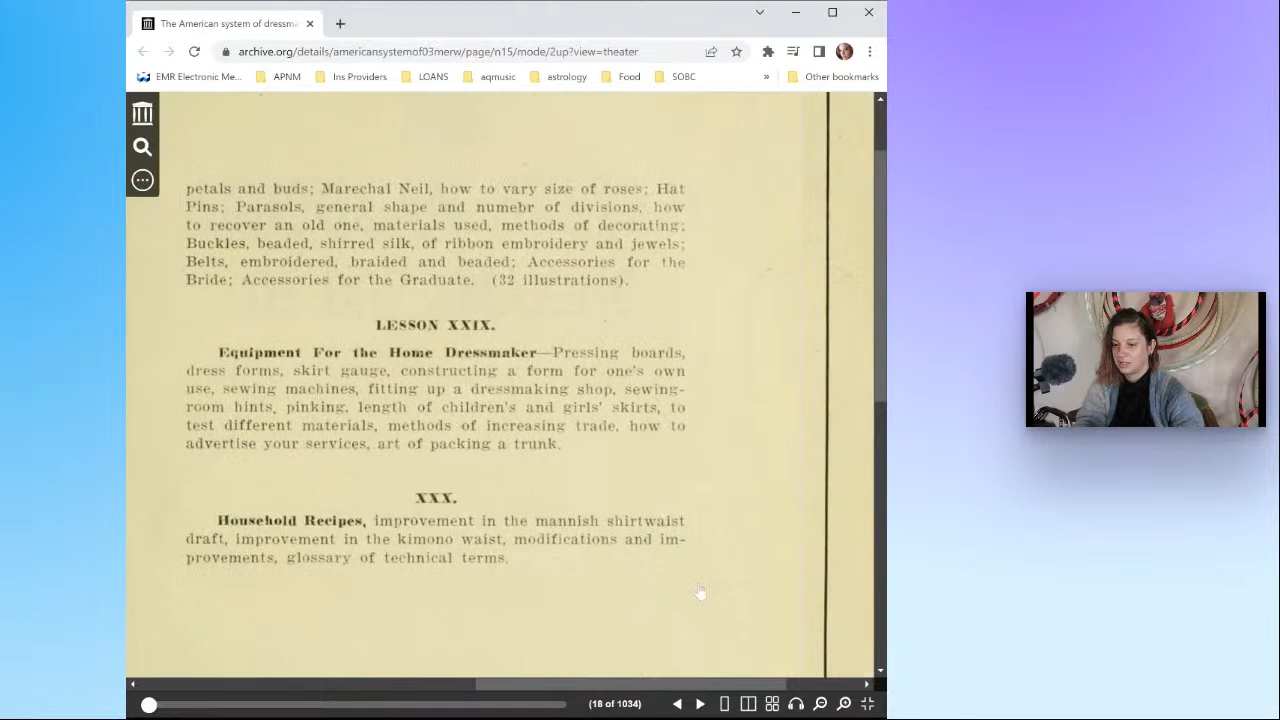 The American system of dressma
archive.org/details/americansystemof03merw/page/n15/mode/2up?view=theater
EMR Electronic Me...
APNM
Ins Providers
LOANS
aqmusic
astrology
Food
SOBC
»
Other bookmarks
petals and buds; Marechal Neil, how to vary size of roses; Hat
Pins; Parasols, general shape and numebr of divisions, how
to recover an old one, materials used, methods of decorating;
Buckles, beaded, shirred silk, of ribbon embroidery and jewels;
Belts, embroidered, braided and beaded; Accessories for the
Bride; Accessories for the Graduate. (32 illustrations).
LESSON XXIX.
Equipment For the Home Dressmaker—Pressing boards,
dress forms, skirt gauge, constructing a form for one's own
use, sewing machines, fitting up a dressmaking shop, sewing-
room hints, pinking, length of children's and girls' skirts, to
test different materials, methods of increasing trade, how to
advertise your services, art of packing a trunk.
XXX.
Household Recipes, improvement in the mannish shirtwaist
draft, improvement in the kimono waist, modifications and im-
provements, glossary of technical terms.
(18 of 1034)